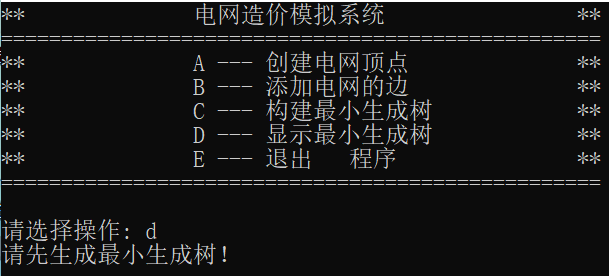 ** 电网造价模拟系统 **
==================================================
** A --- 创建电网顶点 **
** B --- 添加电网的边 **
** C --- 构建最小生成树 **
** D --- 显示最小生成树 **
** E --- 退出 程序 **
==================================================
请选择操作: d
请先生成最小生成树！